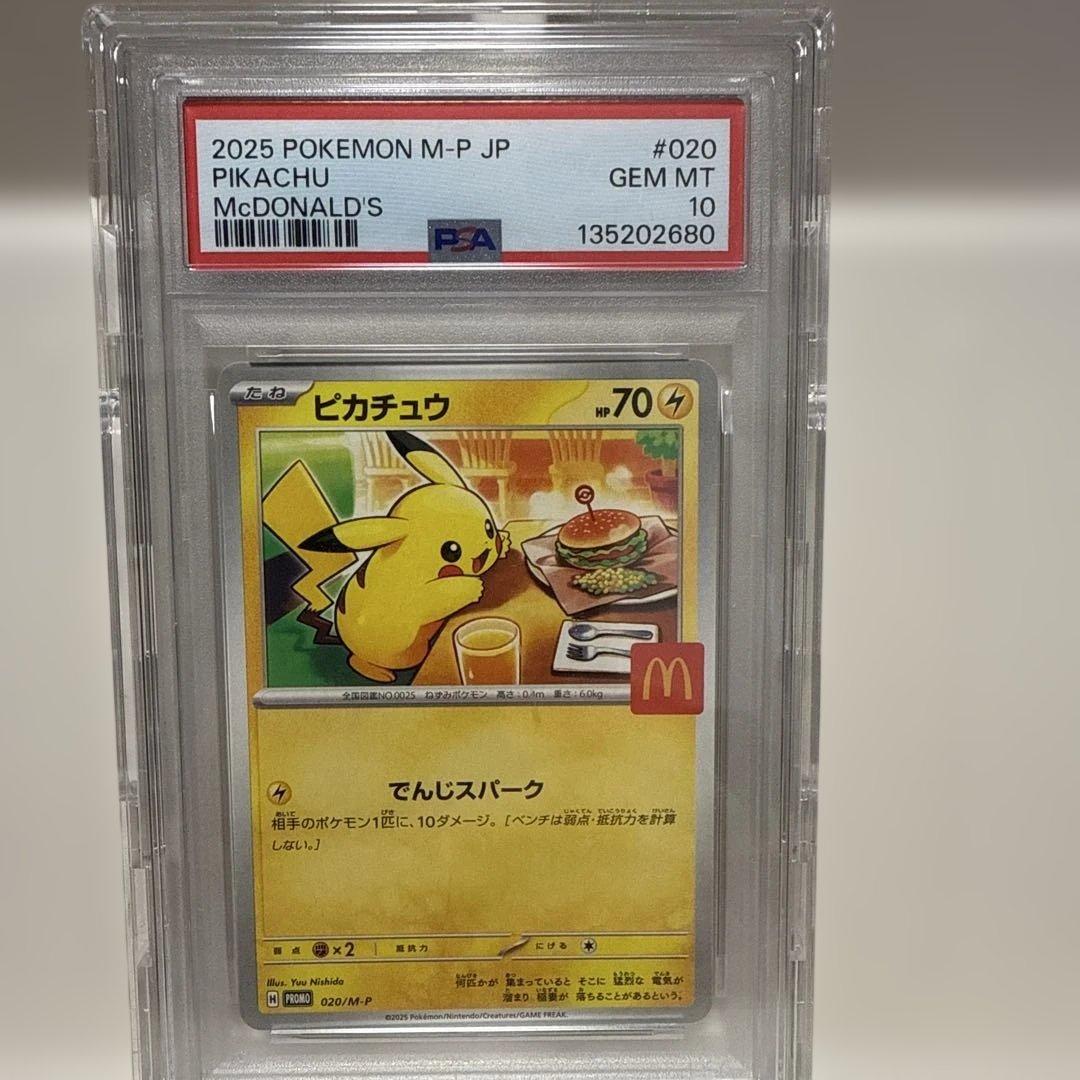 2025 POKEMON M-P JP #020
PIKACHU GEM MT
McDONALD'S 10
PSA 135202680
たね ピカチュウ HP70
全国図鑑NO.0025 ねずみポケモン 高さ:0.4m 重さ:6.0kg
でんじスパーク
相手のポケモン1匹に、10ダメージ。[ベンチは弱点・抵抗力を計算
しない。]
弱点 ×2 抵抗力 にげる
Illus. Yuu Nishida
何匹かが 集まっていると そこに 猛烈な 電気が
溜まり 稲妻が 落ちることがあるという。
H PROMO 020/M-P
©2025 Pokémon/Nintendo/Creatures/GAME FREAK.